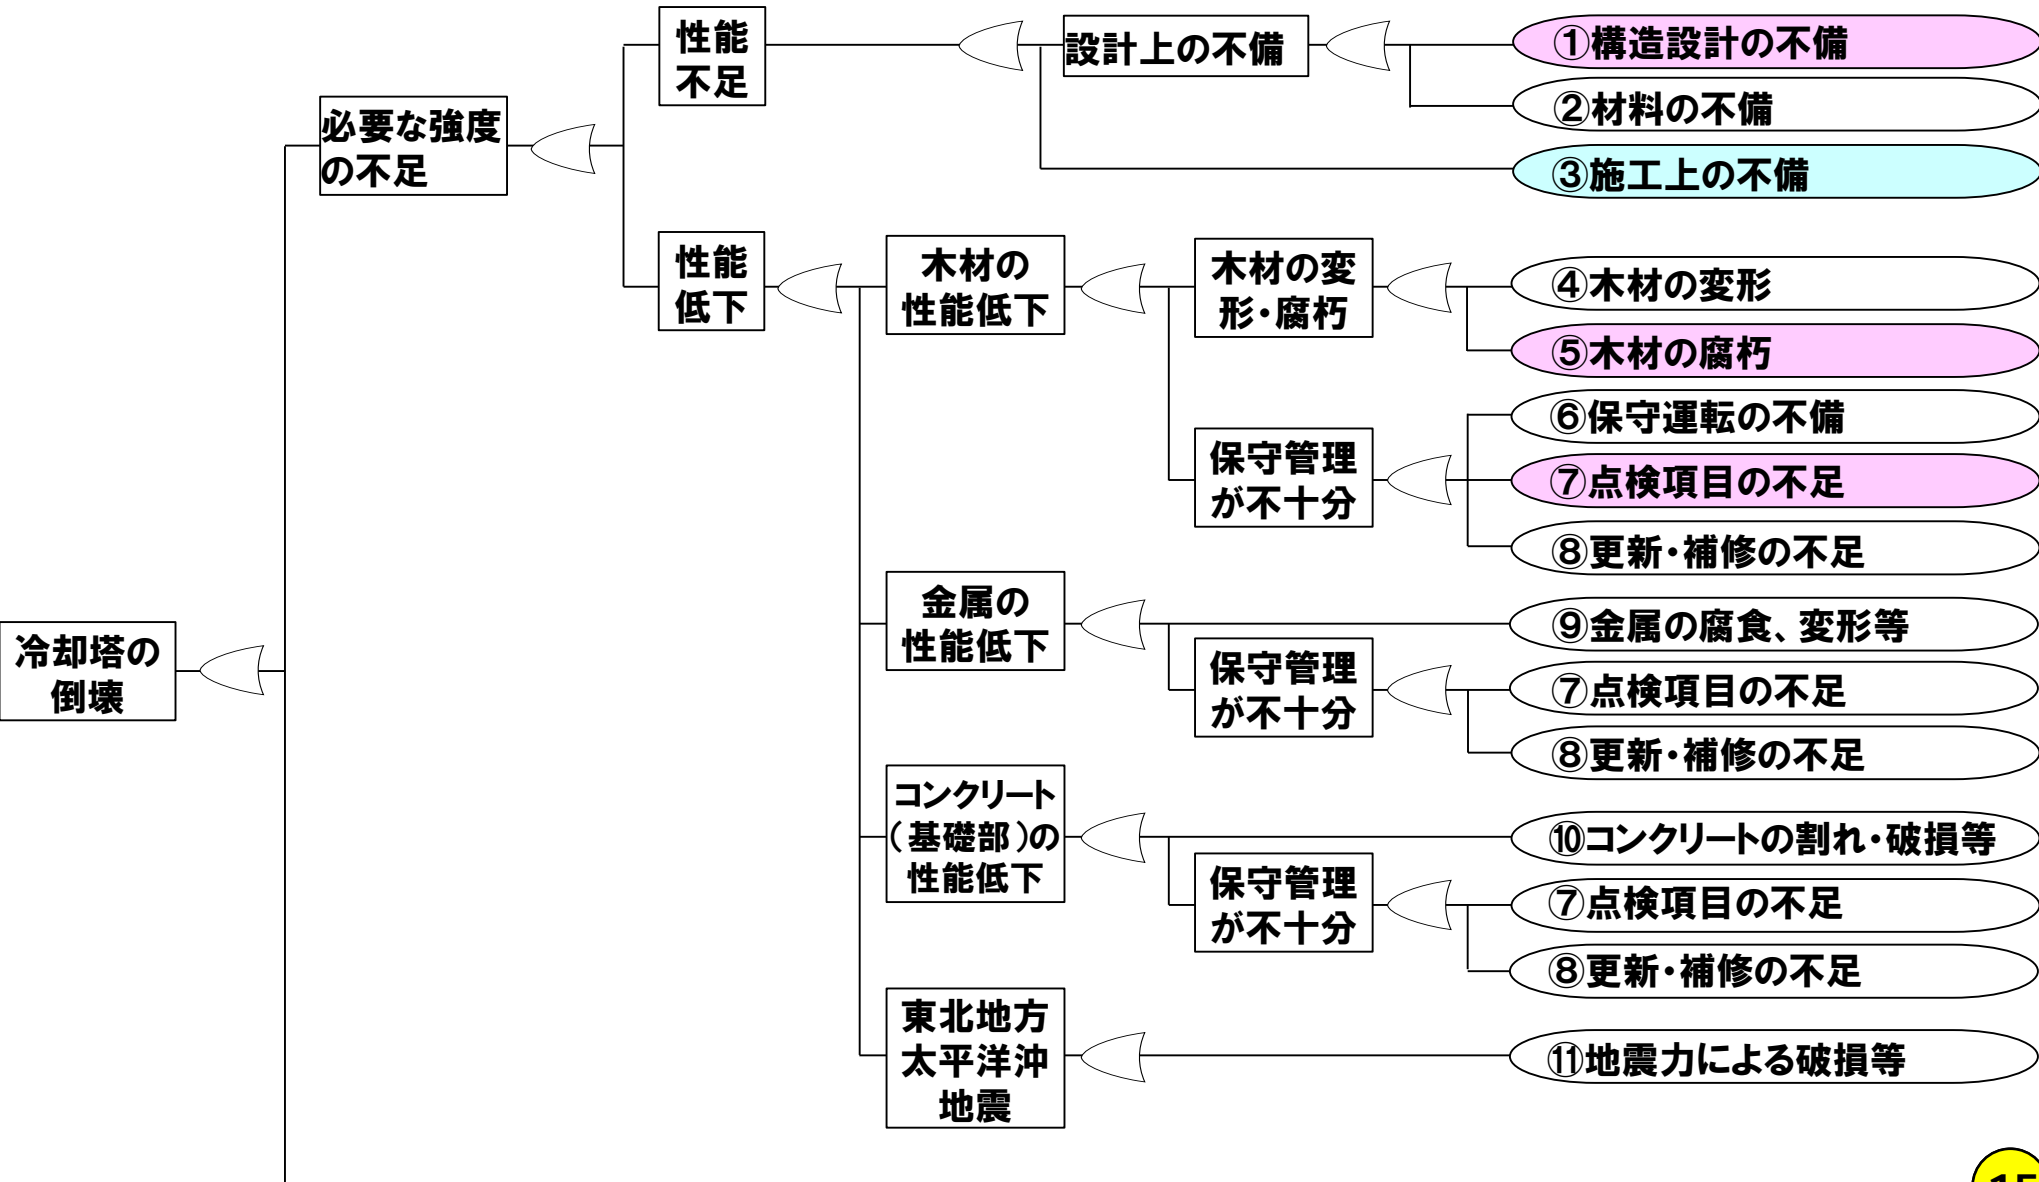 性能
不足
設計上の不備
①構造設計の不備
②材料の不備
③施工上の不備
必要な強度
の不足
性能
低下
木材の
性能低下
木材の変
形・腐朽
④木材の変形
⑤木材の腐朽
保守管理
が不十分
⑥保守運転の不備
⑦点検項目の不足
⑧更新・補修の不足
冷却塔の
倒壊
金属の
性能低下
⑨金属の腐食、変形等
保守管理
が不十分
⑦点検項目の不足
⑧更新・補修の不足
コンクリート
(基礎部)の
性能低下
⑩コンクリートの割れ・破損等
保守管理
が不十分
⑦点検項目の不足
⑧更新・補修の不足
東北地方
太平洋沖
地震
⑪地震力による破損等
15